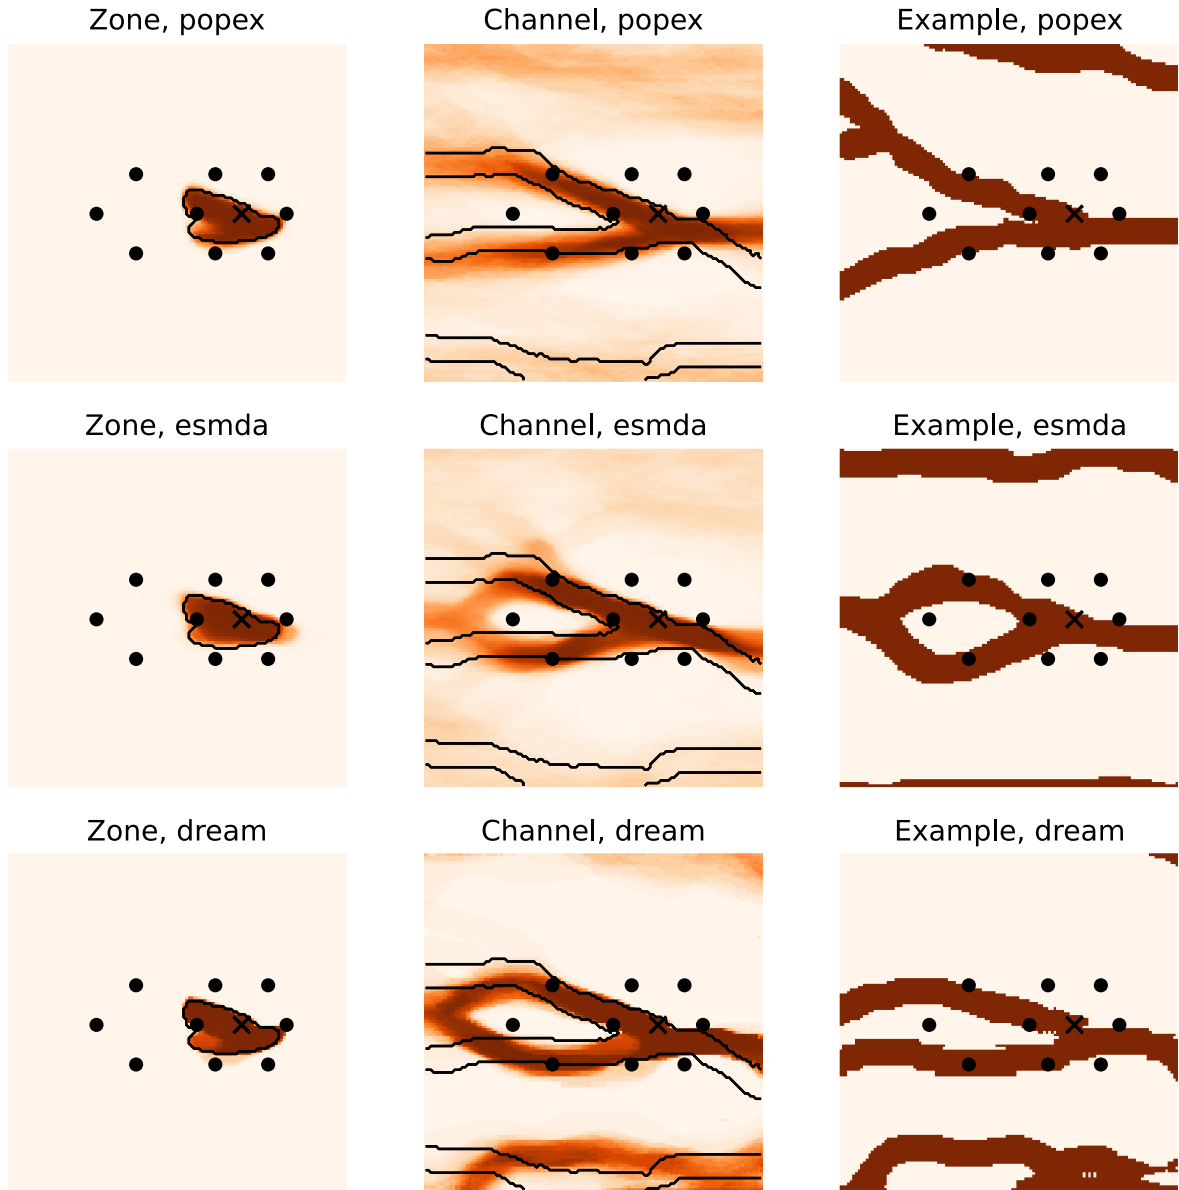 Zone, popex
Channel, popex
Example, popex
Zone, esmda
Channel, esmda
Example, esmda
Zone, dream
Channel, dream
Example, dream